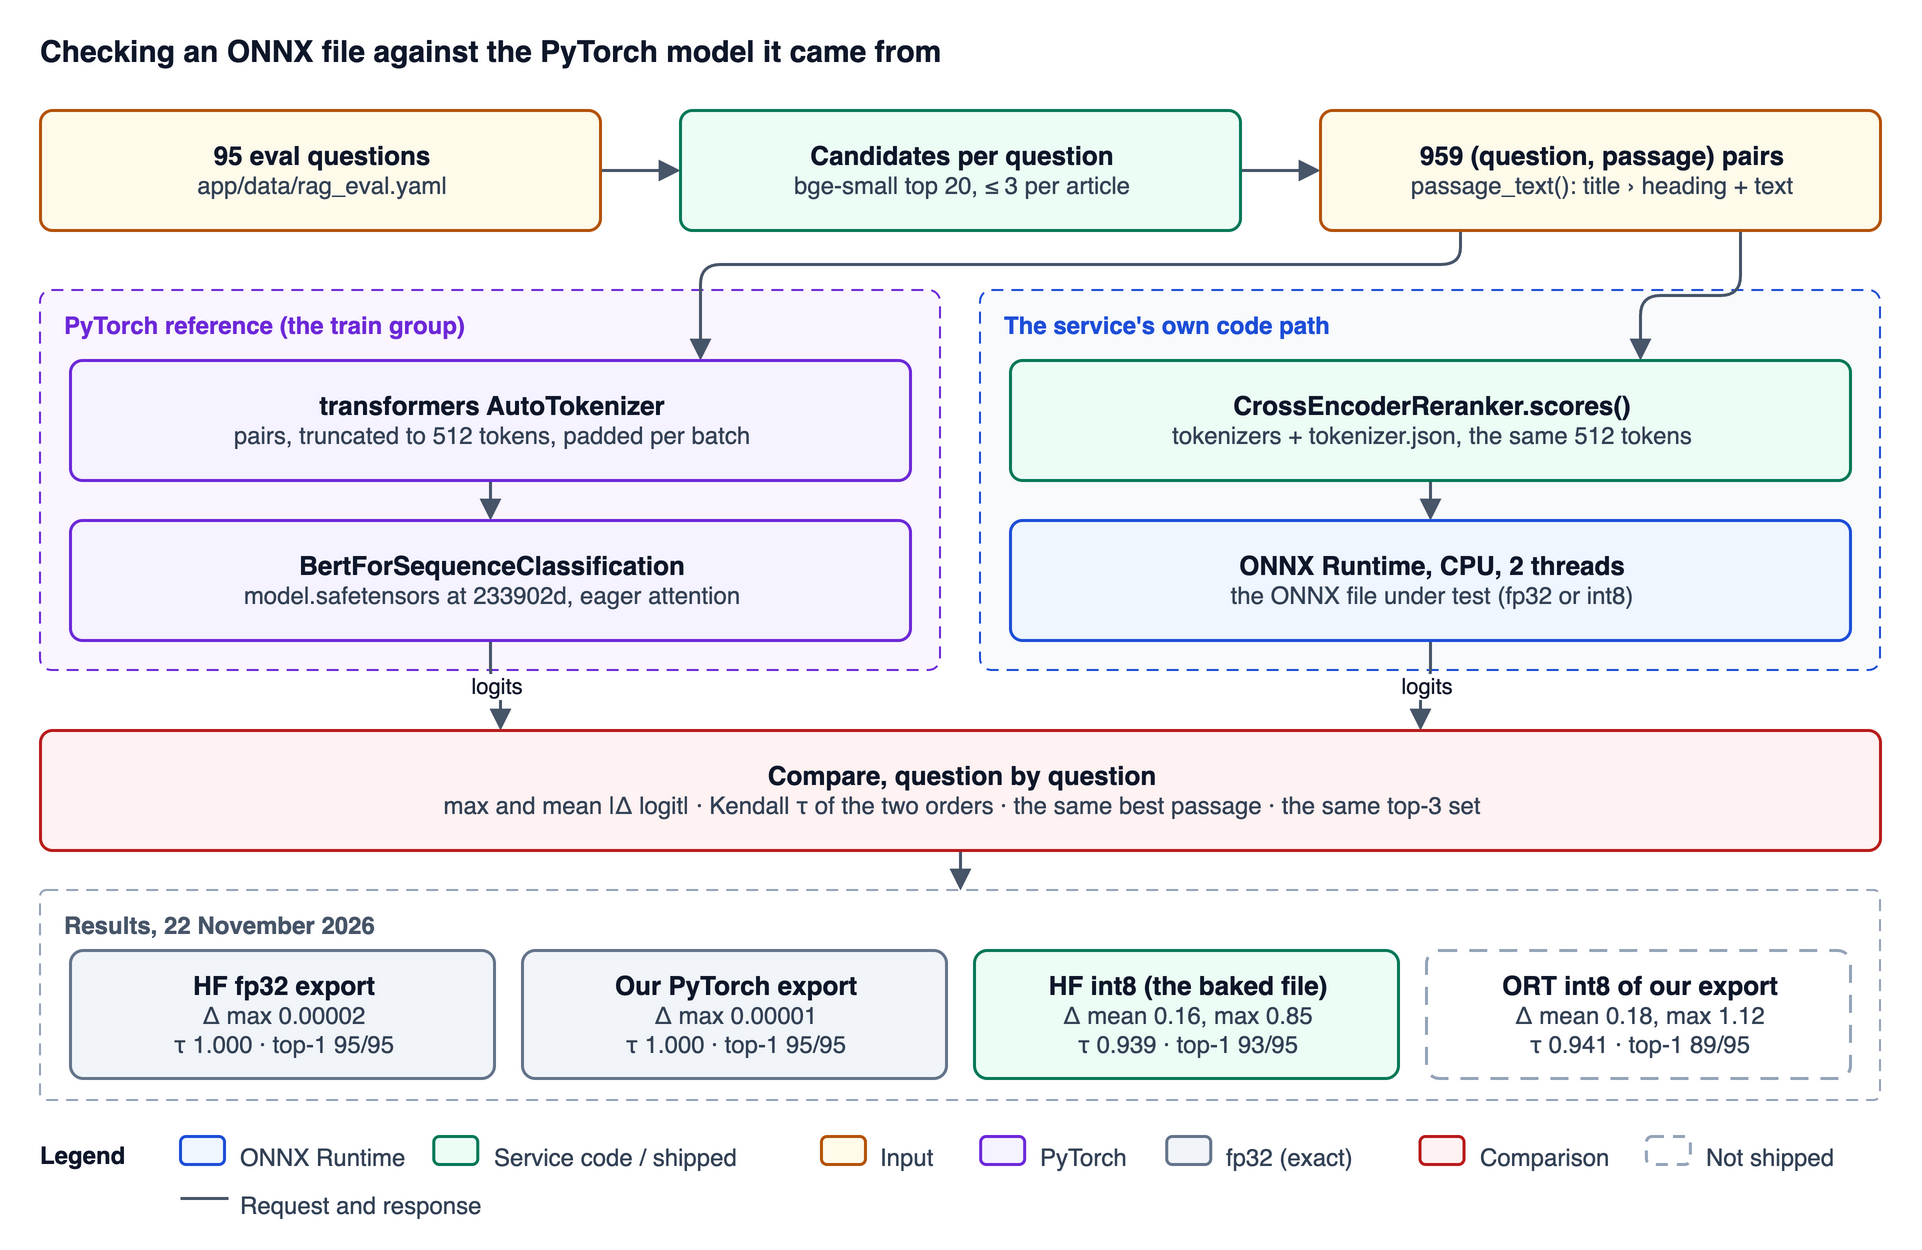 Checking an ONNX file against the PyTorch model it came from
95 eval questions
app/data/rag_eval.yaml
Candidates per question
bge-small top 20, ≤ 3 per article
959 (question, passage) pairs
passage_text(): title › heading + text
PyTorch reference (the train group)
transformers AutoTokenizer
pairs, truncated to 512 tokens, padded per batch
BertForSequenceClassification
model.safetensors at 233902d, eager attention
logits
The service's own code path
CrossEncoderReranker.scores()
tokenizers + tokenizer.json, the same 512 tokens
ONNX Runtime, CPU, 2 threads
the ONNX file under test (fp32 or int8)
logits
Compare, question by question
max and mean |Δ logit| · Kendall τ of the two orders · the same best passage · the same top-3 set
Results, 22 November 2026
HF fp32 export
Δ max 0.00002
τ 1.000 · top-1 95/95
Our PyTorch export
Δ max 0.00001
τ 1.000 · top-1 95/95
HF int8 (the baked file)
Δ mean 0.16, max 0.85
τ 0.939 · top-1 93/95
ORT int8 of our export
Δ mean 0.18, max 1.12
τ 0.941 · top-1 89/95
Legend
ONNX Runtime
Service code / shipped
Input
PyTorch
fp32 (exact)
Comparison
Not shipped
Request and response